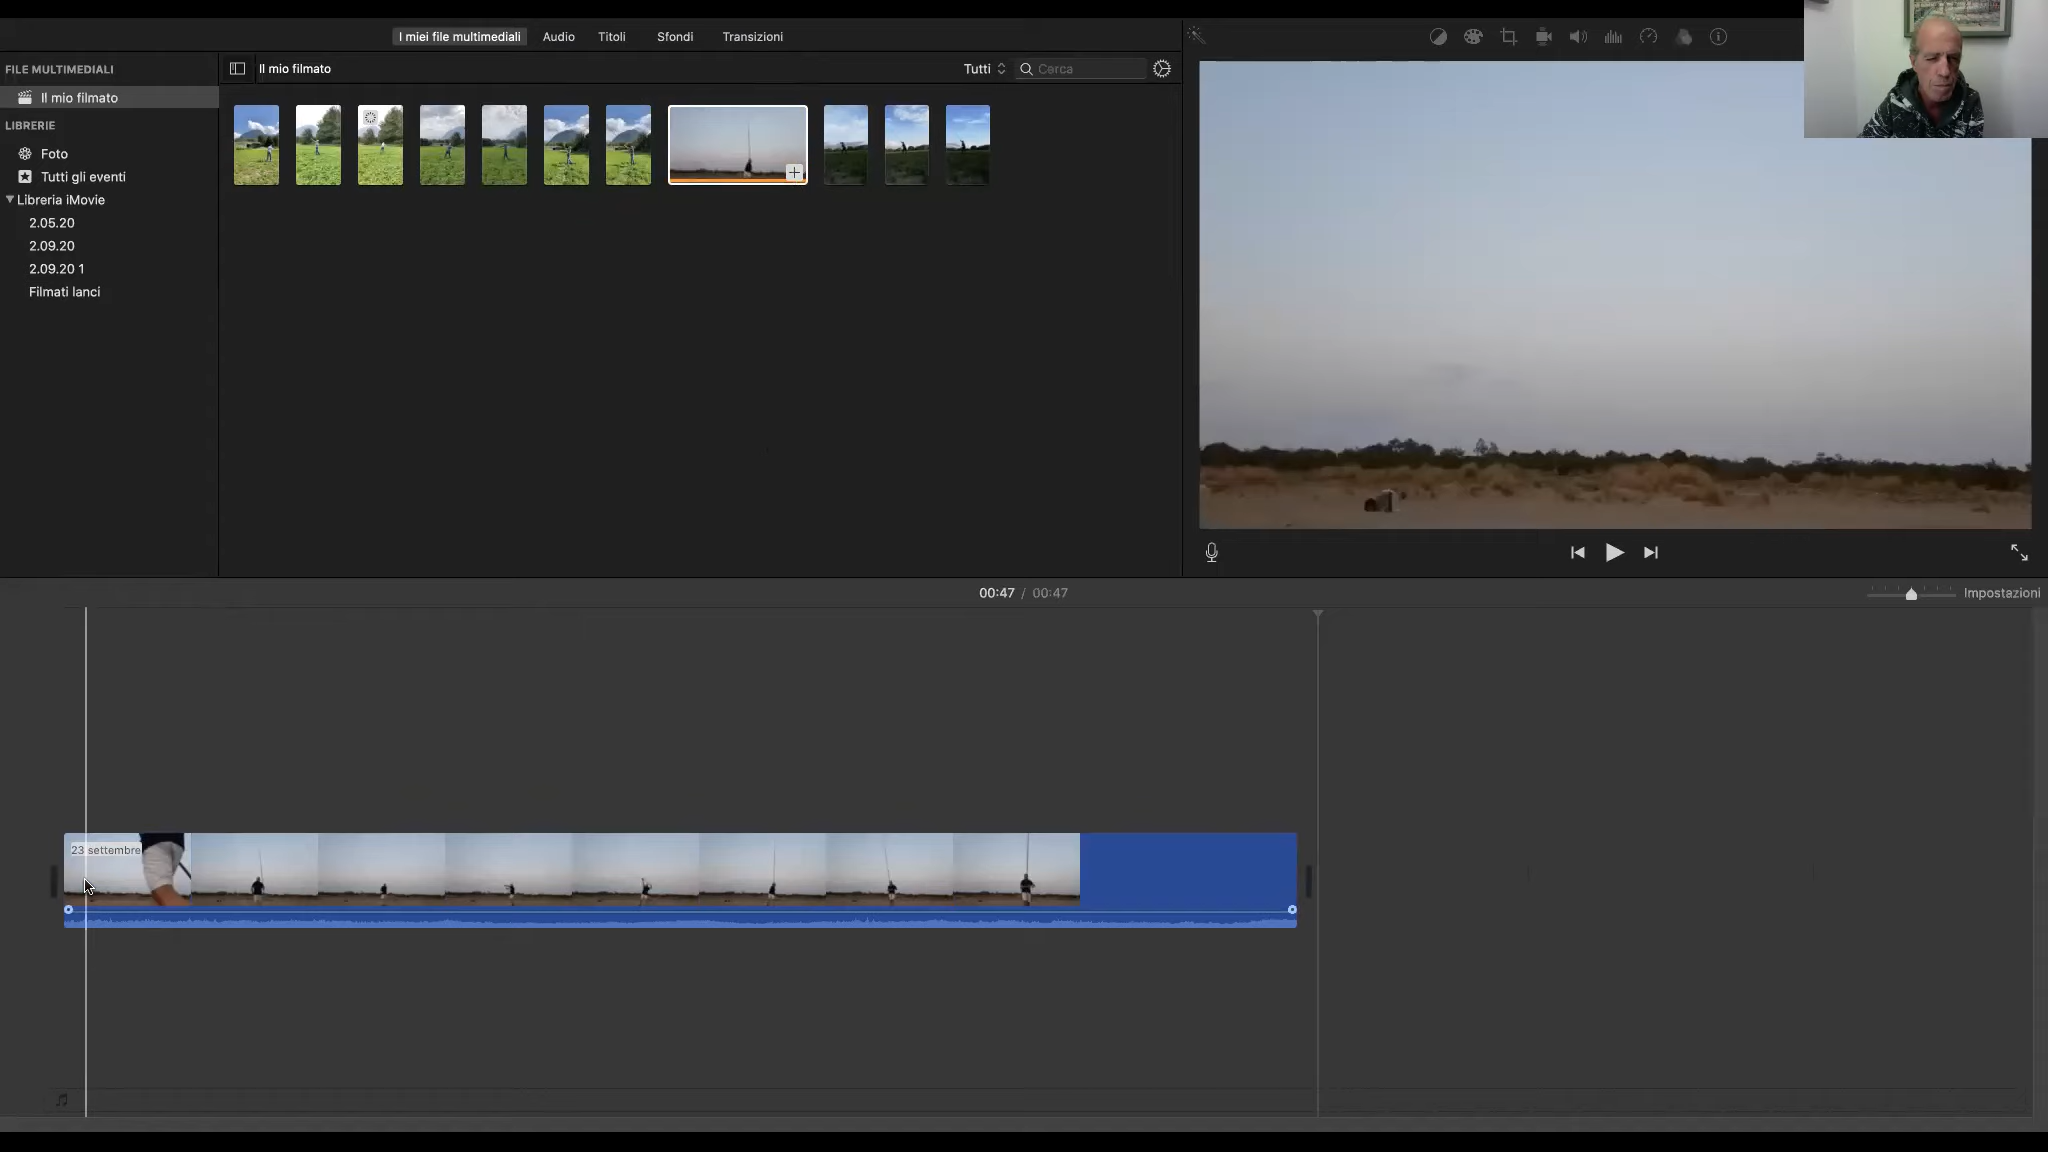 I miei file multimediali
Audio
Titoli
Sfondi
Transizioni
FILE MULTIMEDIALI
Il mio filmato
Tutti
Cerca
Il mio filmato
LIBRERIE
Foto
Tutti gli eventi
Libreria iMovie
2.05.20
2.09.20
2.09.20 1
Filmati lanci
00:47 / 00:47
Impostazioni
23 settembre